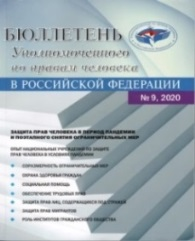 БЮЛЛЕТЕНЬ
Уполномоченного
по правам человека
В РОССИЙСКОЙ ФЕДЕРАЦИИ
№ 9, 2020
ЗАЩИТА ПРАВ ЧЕЛОВЕКА В ПЕРИОД ПАНДЕМИИ
И ПОЭТАПНОГО СНЯТИЯ ОГРАНИЧИТЕЛЬНЫХ МЕР
ОПЫТ НАЦИОНАЛЬНЫХ УЧРЕЖДЕНИЙ ПО ЗАЩИТЕ
ПРАВ ЧЕЛОВЕКА В УСЛОВИЯХ ПАНДЕМИИ
СОРАЗМЕРНОСТЬ ОГРАНИЧИТЕЛЬНЫХ МЕР
ОХРАНА ЗДОРОВЬЯ ГРАЖДАН
СОЦИАЛЬНАЯ ПОМОЩЬ
ОБЕСПЕЧЕНИЕ ТРУДОВЫХ ПРАВ
ЗАЩИТА ПРАВ ЛИЦ, СОДЕРЖАЩИХСЯ ПОД СТРАЖЕЙ
ЗАЩИТА ПРАВ МИГРАНТОВ
РОЛЬ ИНСТИТУТОВ ГРАЖДАНСКОГО ОБЩЕСТВА